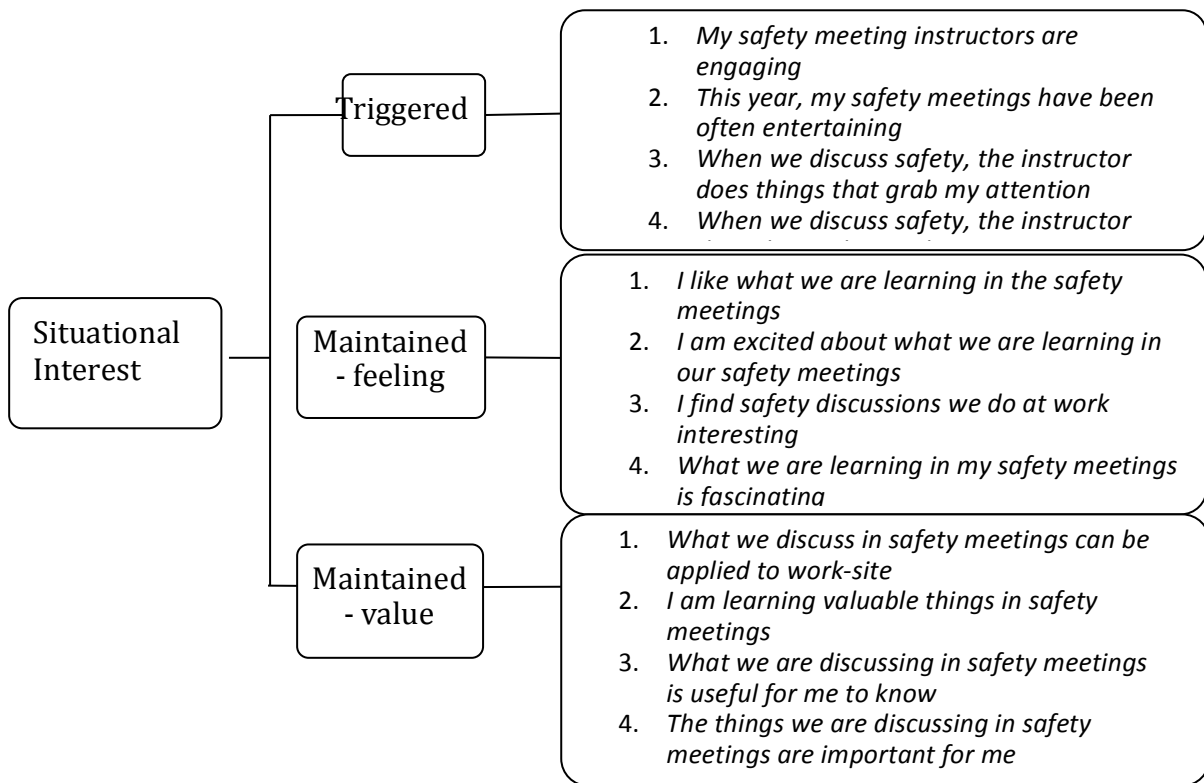 Situational
Interest
Triggered
1. My safety meeting instructors are
engaging
2. This year, my safety meetings have been
often entertaining
3. When we discuss safety, the instructor
does things that grab my attention
4. When we discuss safety, the instructor
Maintained
- feeling
1. I like what we are learning in the safety
meetings
2. I am excited about what we are learning in
our safety meetings
3. I find safety discussions we do at work
interesting
4. What we are learning in my safety meetings
is fascinating
Maintained
- value
1. What we discuss in safety meetings can be
applied to work-site
2. I am learning valuable things in safety
meetings
3. What we are discussing in safety meetings
is useful for me to know
4. The things we are discussing in safety
meetings are important for me